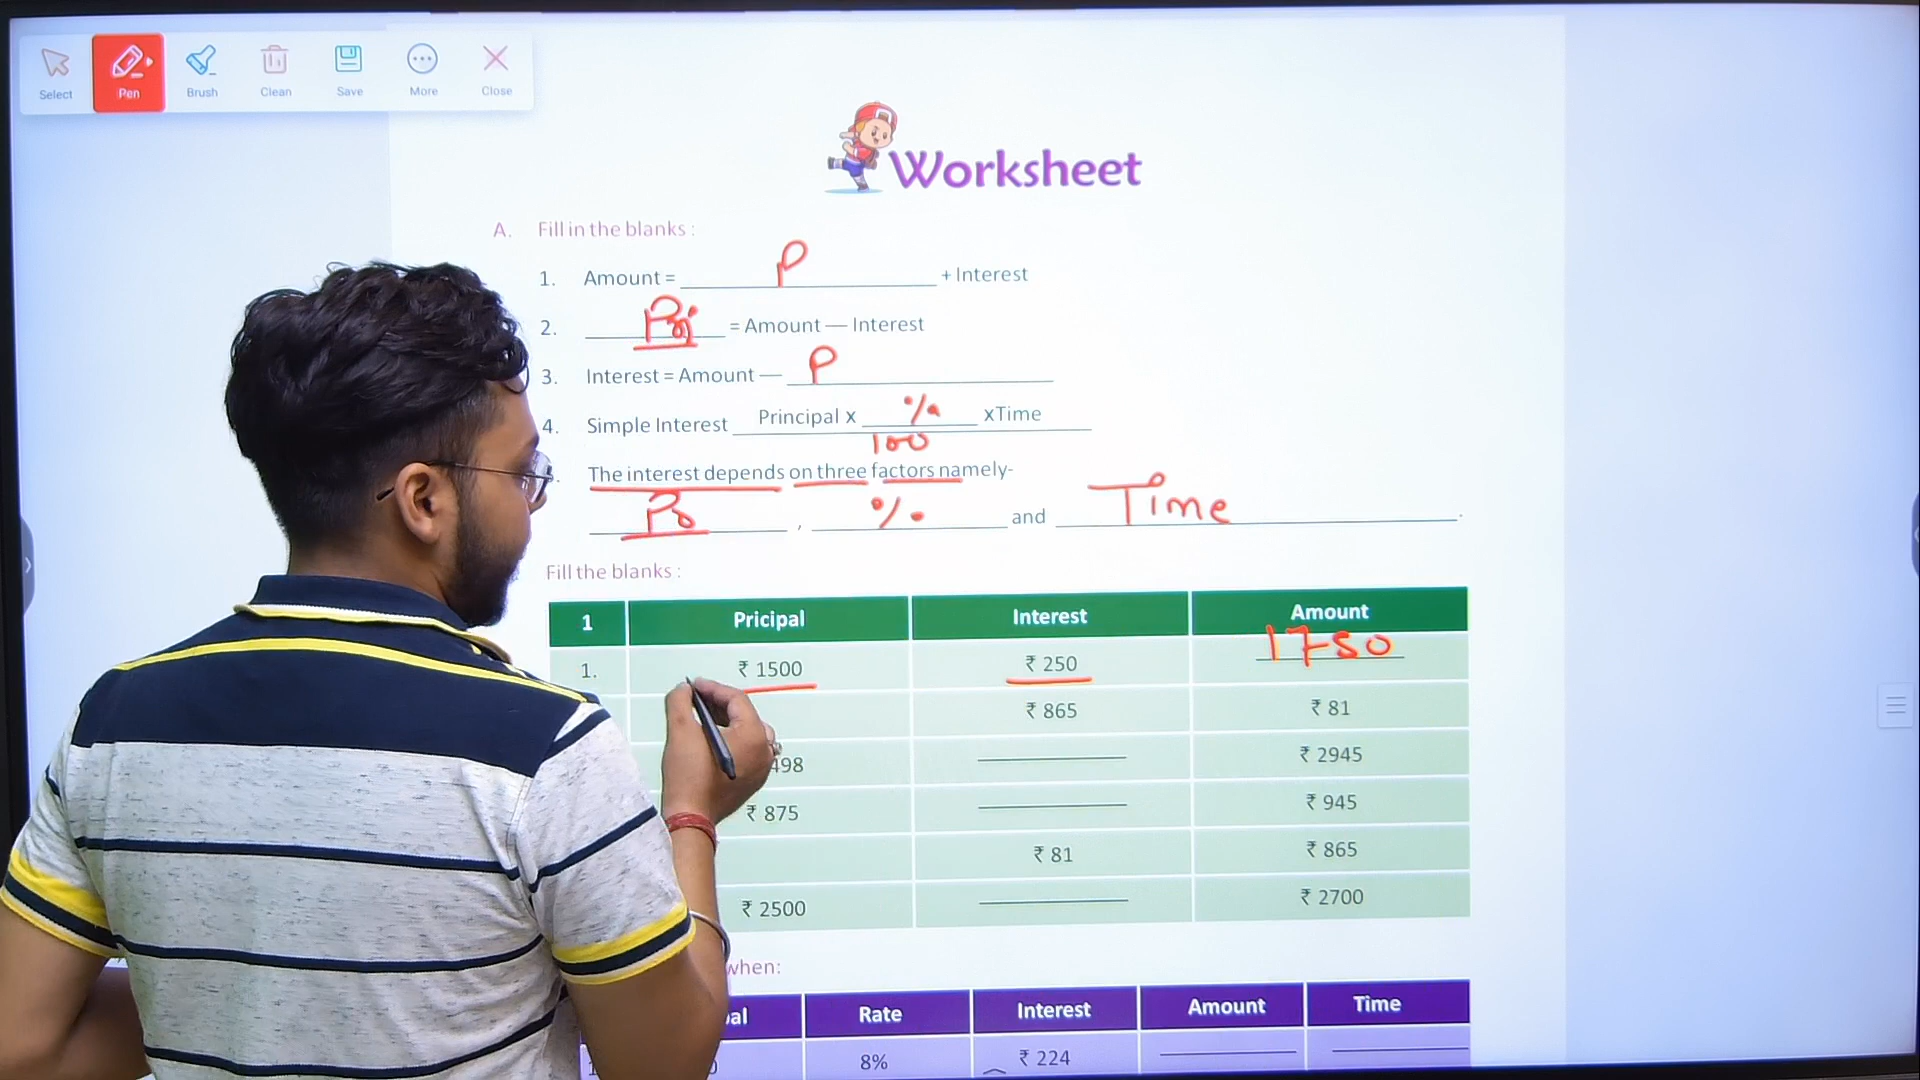 Select Pen Brush Clean Save More Close
Worksheet
A. Fill in the blanks :
1. Amount = P + Interest
2. Pri = Amount — Interest
3. Interest = Amount — P
4. Simple Interest Principal x % xTime
100
The interest depends on three factors namely-
Pr , % and Time .
Fill the blanks :
1 Pricipal Interest Amount
1. ₹ 1500 ₹ 250 1750
₹ 865 ₹ 81
498 ₹ 2945
₹ 875 ₹ 945
₹ 81 ₹ 865
₹ 2500 ₹ 2700
when:
Rate Interest Amount Time
8% ₹ 224